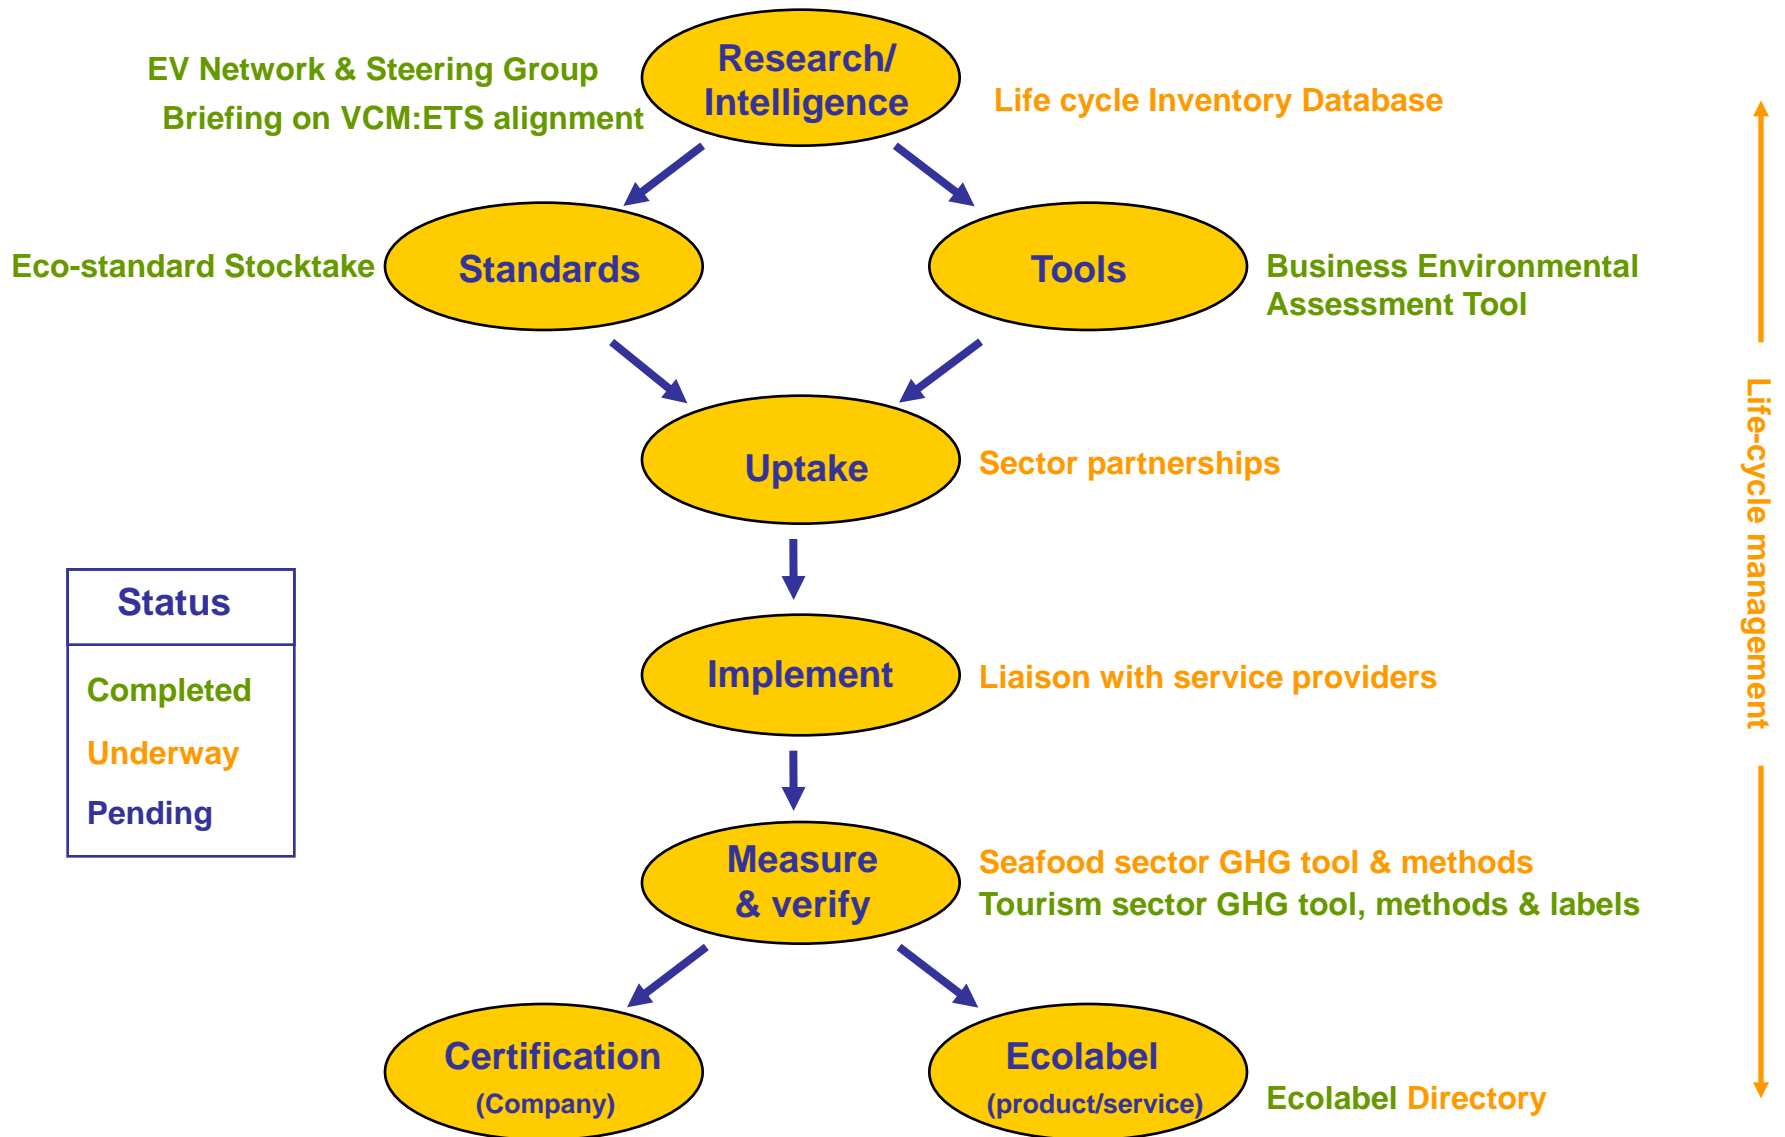 Research/
Intelligence
EV Network & Steering Group
Briefing on VCM:ETS alignment
Life cycle Inventory Database
Eco-standard Stocktake
Standards
Tools
Business Environmental
Assessment Tool
Uptake
Sector partnerships
Life-cycle management
Status
Completed
Underway
Pending
Implement
Liaison with service providers
Measure
& verify
Seafood sector GHG tool & methods
Tourism sector GHG tool, methods & labels
Certification
(Company)
Ecolabel
(product/service)
Ecolabel Directory